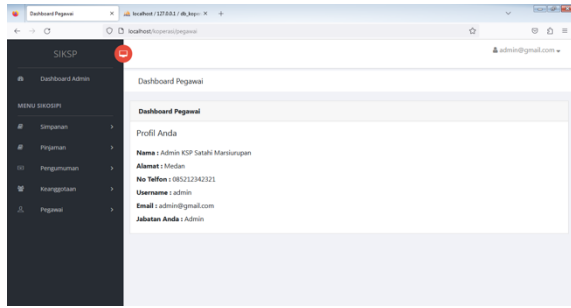 Dashboard Pegawai
localhost / 127.0.0.1 / db_koper
localhost/koperasi/pegawai
SIKSP
admin@gmail.com
Dashboard Admin
Dashboard Pegawai
MENU SIKOSIPI
Simpanan
Pinjaman
Pengumuman
Keanggotaan
Pegawai
Dashboard Pegawai
Profil Anda
Nama : Admin KSP Satahi Marsiurupan
Alamat : Medan
No Telfon : 085212342321
Username : admin
Email : admin@gmail.com
Jabatan Anda : Admin